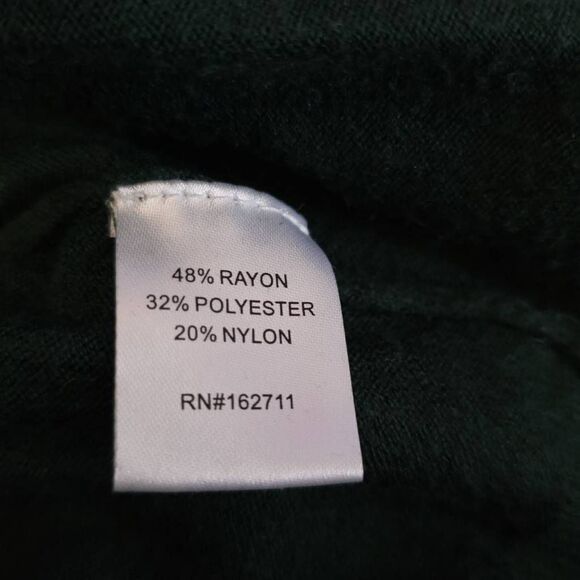 48% RAYON
32% POLYESTER
20% NYLON
RN#162711